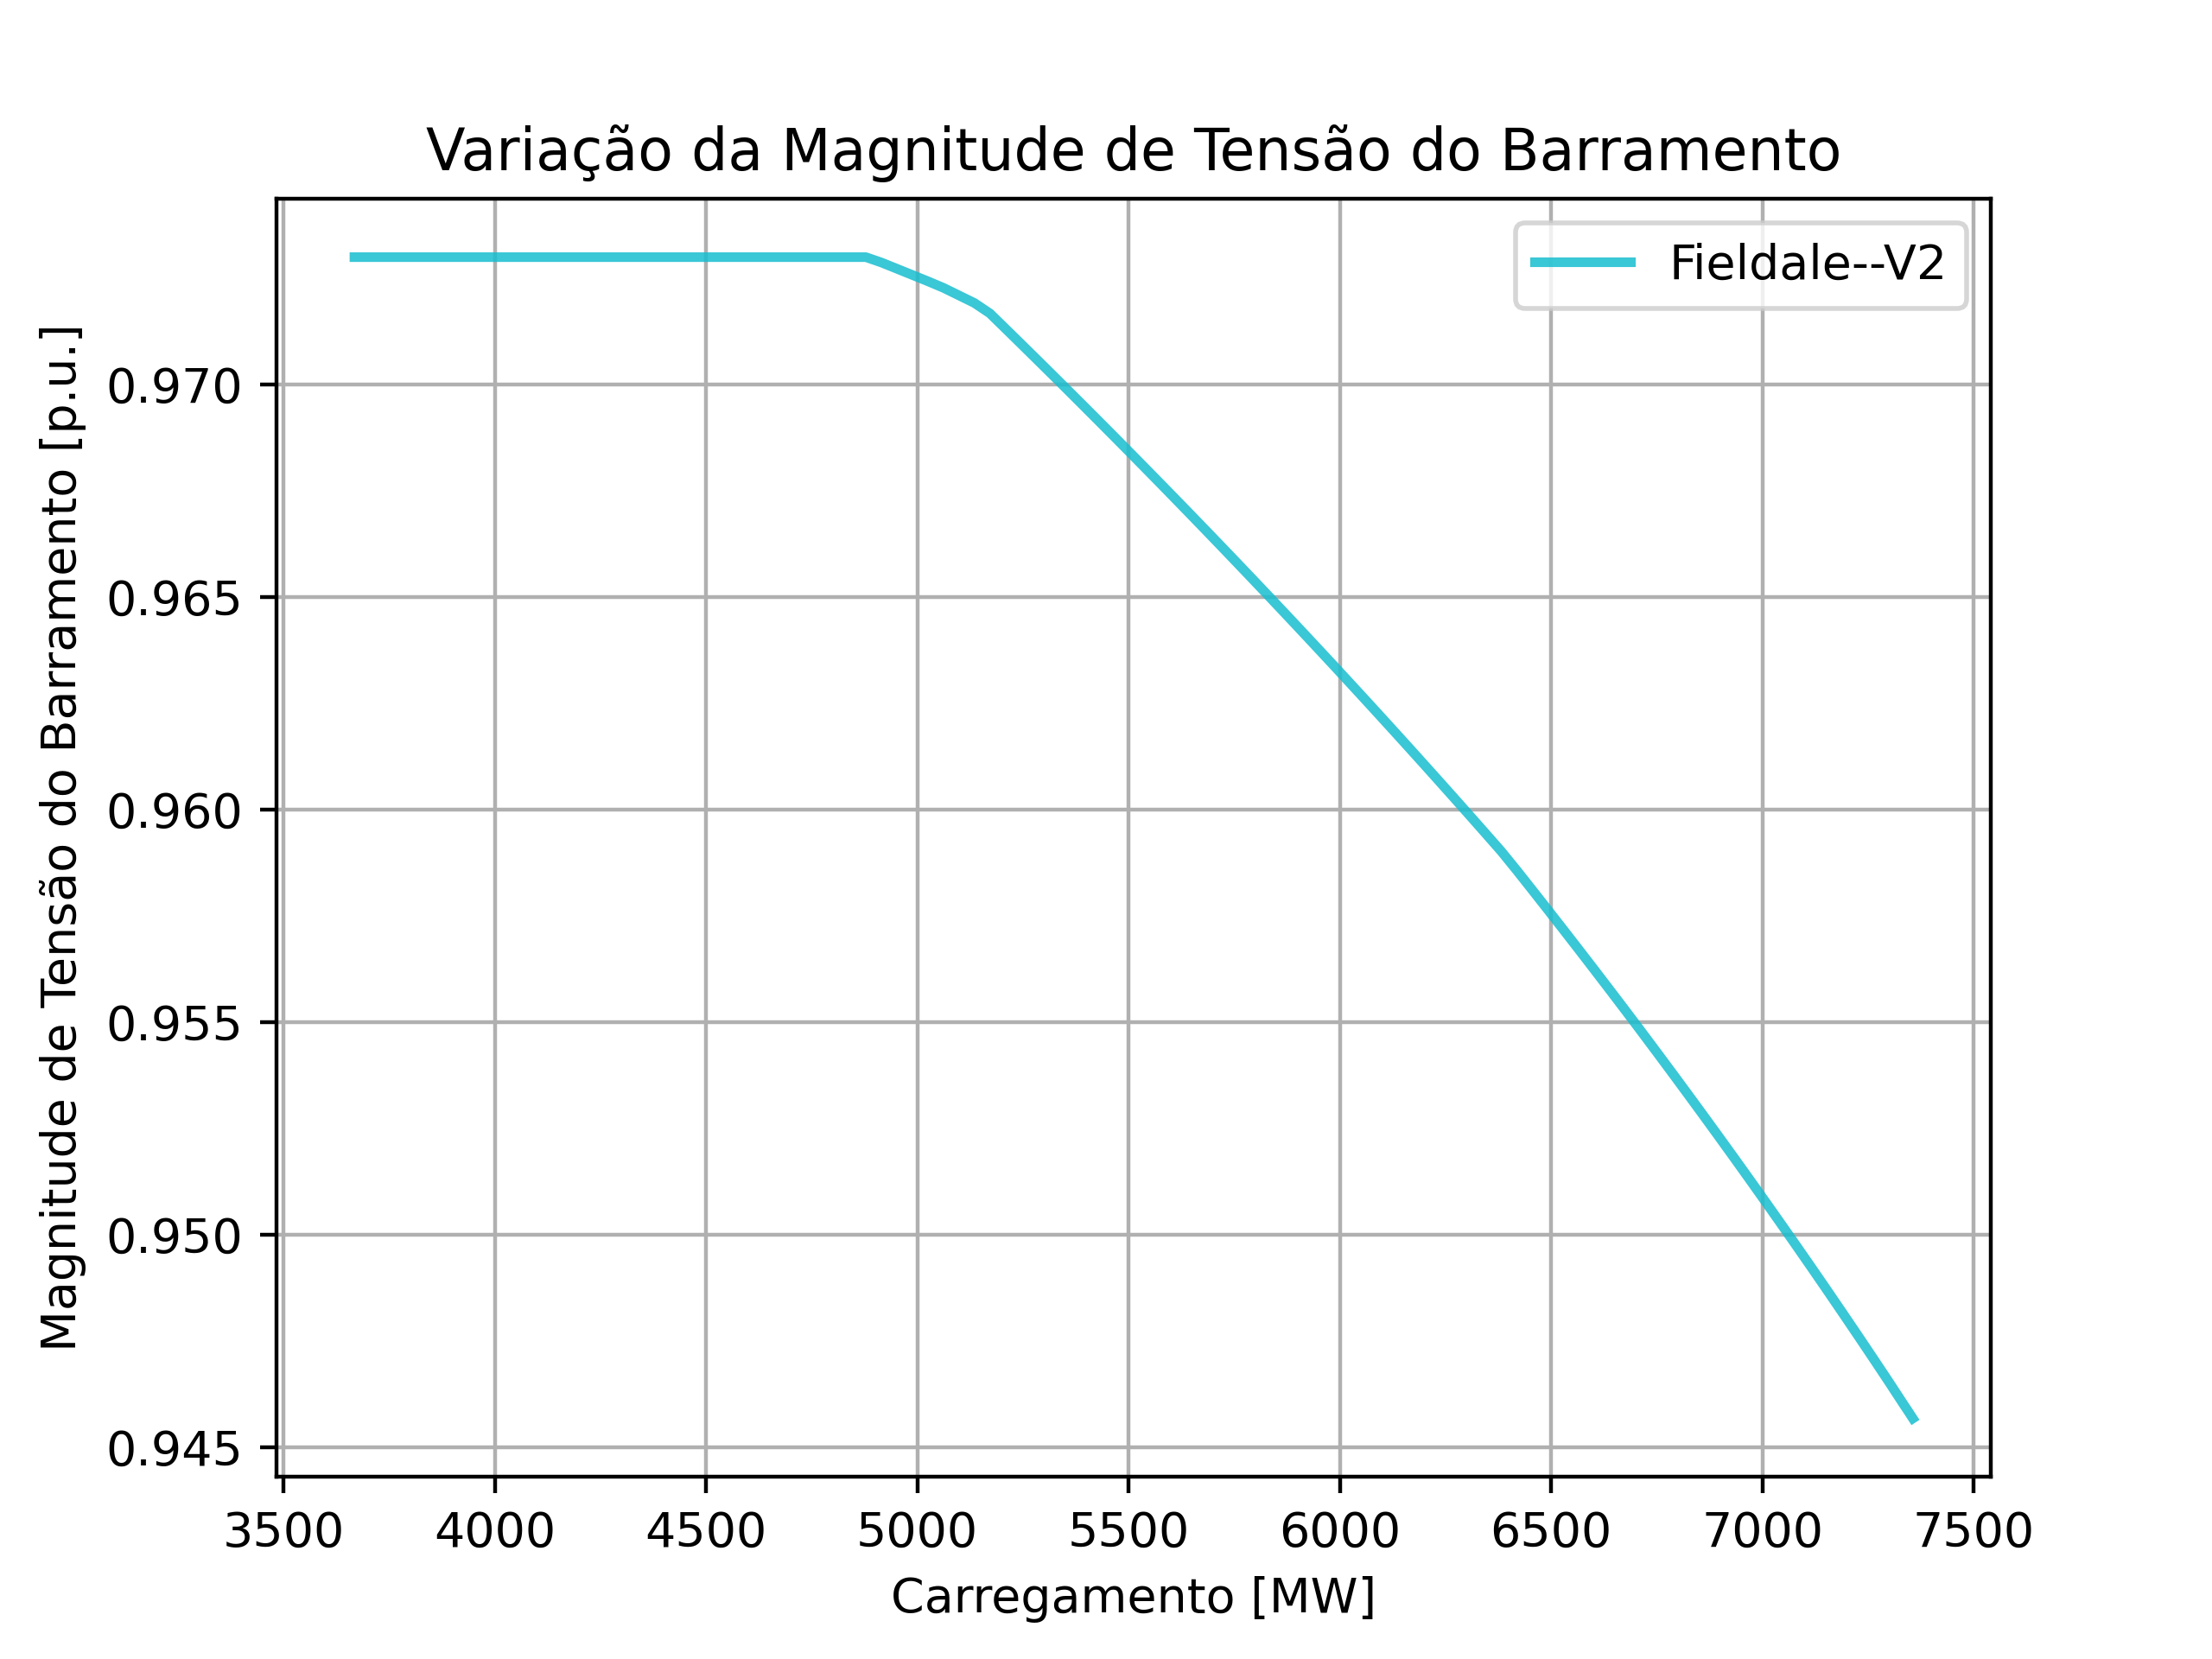 Variação da Magnitude de Tensão do Barramento
Fieldale--V2
Magnitude de Tensão do Barramento [p.u.]
0.970
0.965
0.960
0.955
0.950
0.945
3500 4000 4500 5000 5500 6000 6500 7000 7500
Carregamento [MW]